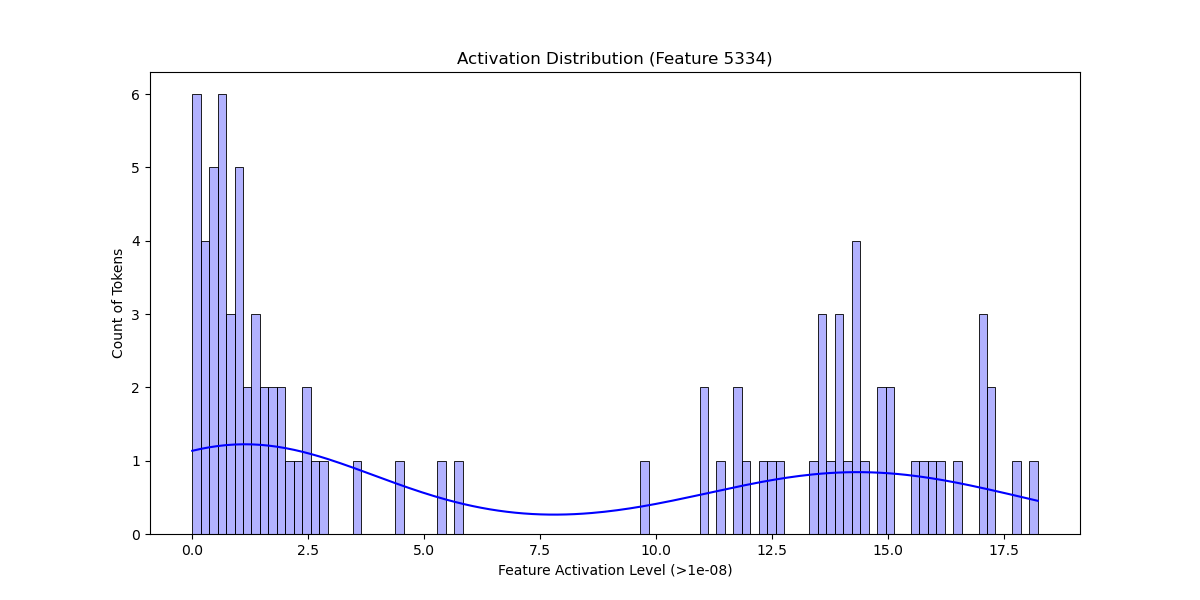 Activation Distribution (Feature 5334)
6
5
4
3
2
1
0
Count of Tokens
0.0 2.5 5.0 7.5 10.0 12.5 15.0 17.5
Feature Activation Level (>1e-08)